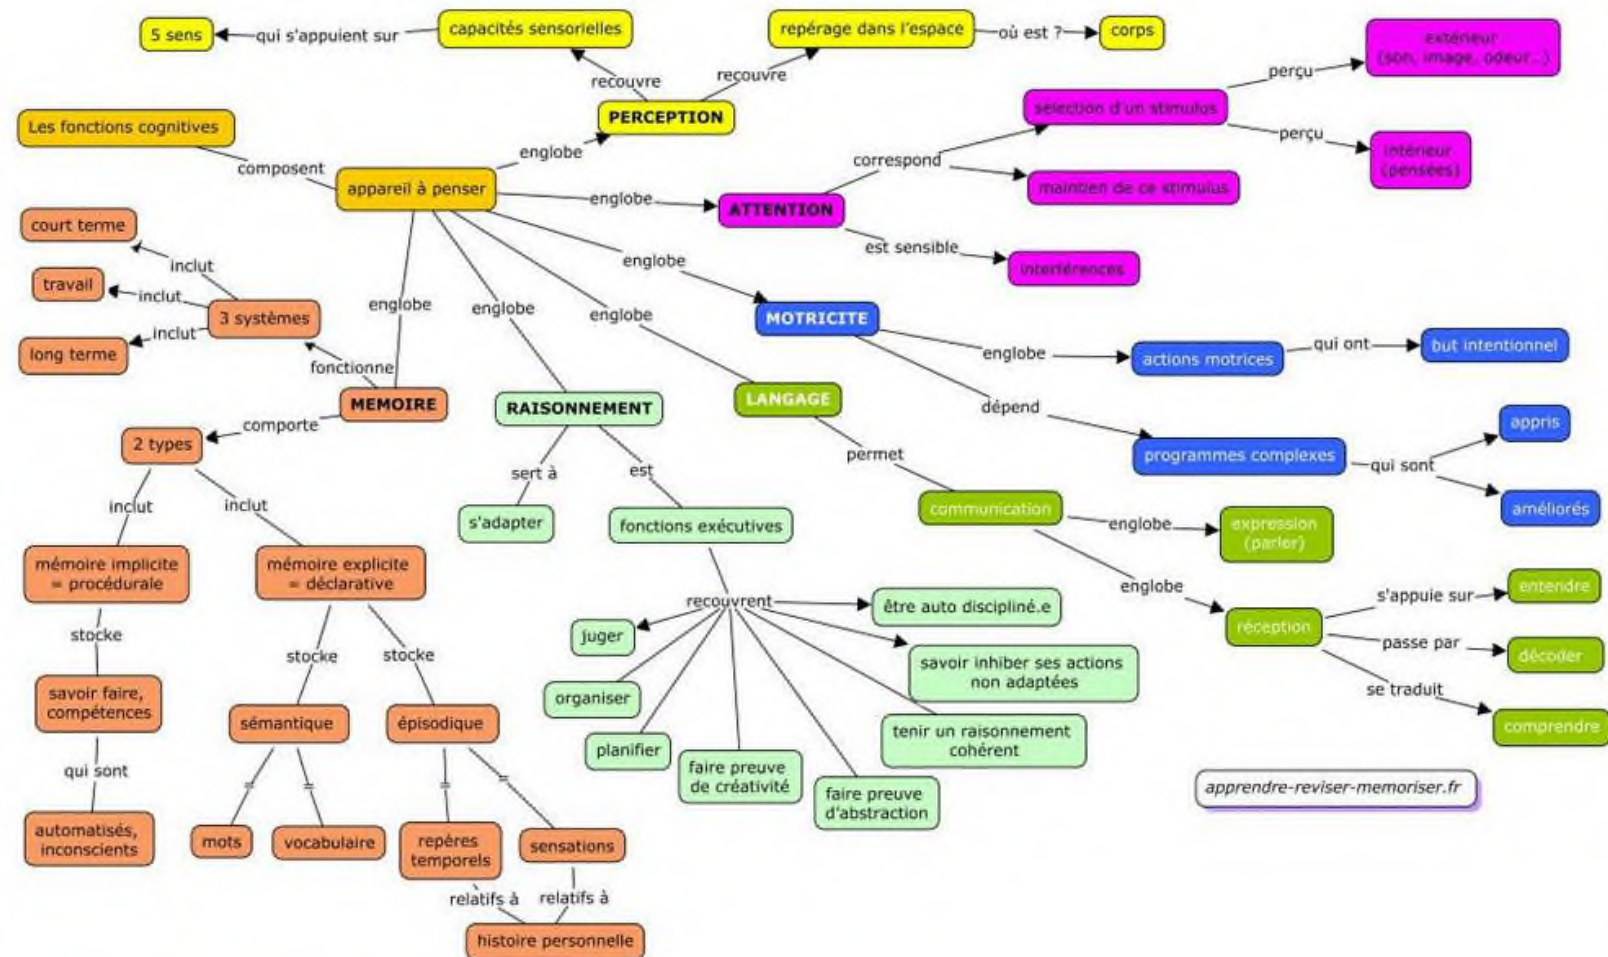 5 sens
qui s'appuient sur
capacités sensorielles
repérage dans l'espace
où est ?
corps
extérieur
(son, image, odeur...)
recouvre
recouvre
perçu
PERCEPTION
sélection d'un stimulus
Les fonctions cognitives
perçu
composent
englobe
correspond
intérieur
(pensées)
appareil à penser
englobe
maintien de ce stimulus
ATTENTION
court terme
est sensible
interférences
inclut
englobe
travail
inclut
englobe
englobe
englobe
3 systèmes
MOTRICITE
long terme
inclut
fonctionne
englobe
actions motrices
qui ont
but intentionnel
MEMOIRE
RAISONNEMENT
LANGAGE
dépend
comporte
appris
2 types
permet
programmes complexes
qui sont
sert à
est
améliorés
inclut
inclut
s'adapter
fonctions exécutives
communication
englobe
expression
(parler)
mémoire implicite
= procédurale
mémoire explicite
= déclarative
englobe
entendre
s'appuie sur
recouvrent
être auto discipliné.e
stocke
juger
réception
passe par
décoder
stocke
stocke
savoir inhiber ses actions
non adaptées
se traduit
savoir faire,
compétences
organiser
sémantique
épisodique
tenir un raisonnement
cohérent
comprendre
planifier
qui sont
faire preuve
de créativité
=
=
=
=
faire preuve
d'abstraction
apprendre-reviser-memoriser.fr
automatisés,
inconscients
mots
vocabulaire
repères
temporels
sensations
relatifs à
relatifs à
histoire personnelle